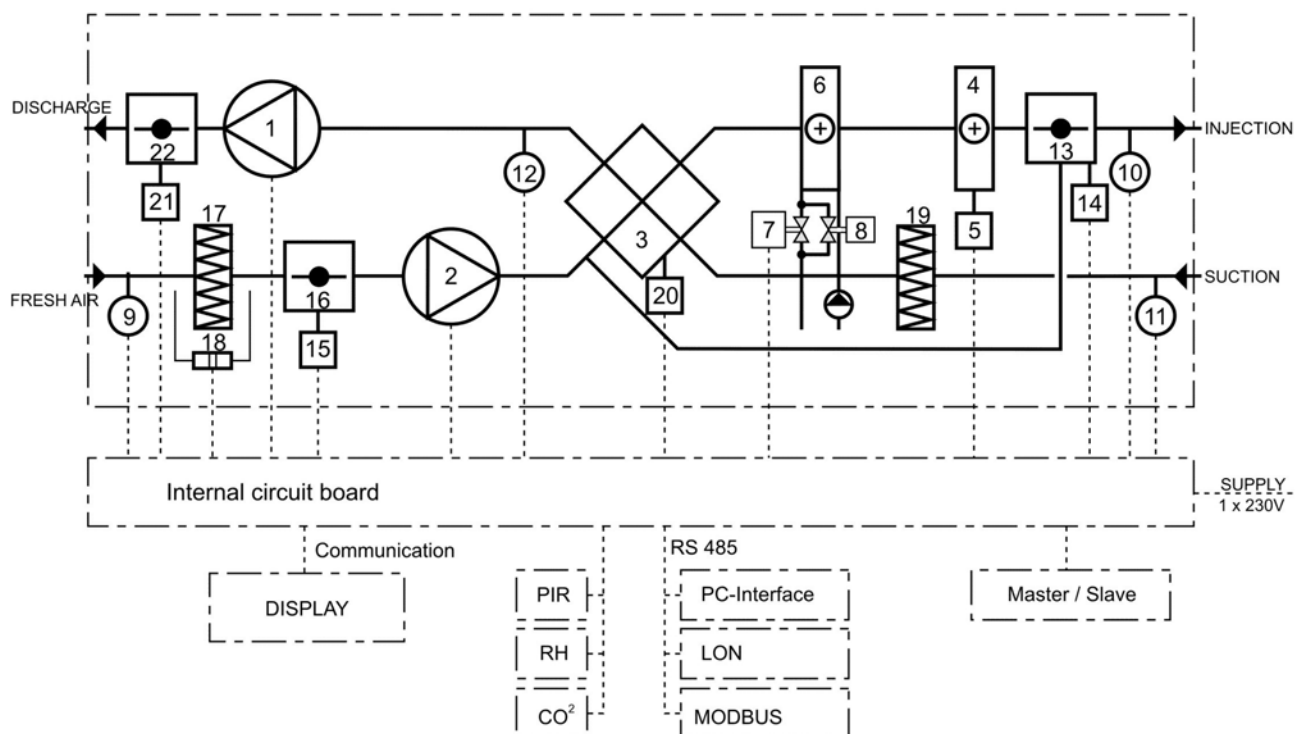 6
4
DISCHARGE
1
INJECTION
22
13
12
10
21
17
14
19
7
8
5
3
2
FRESH AIR
SUCTION
16
20
9
11
18
15
Internal circuit board
SUPPLY
1 x 230V
Communication
RS 485
DISPLAY
PIR
PC-Interface
Master / Slave
RH
LON
CO²
MODBUS